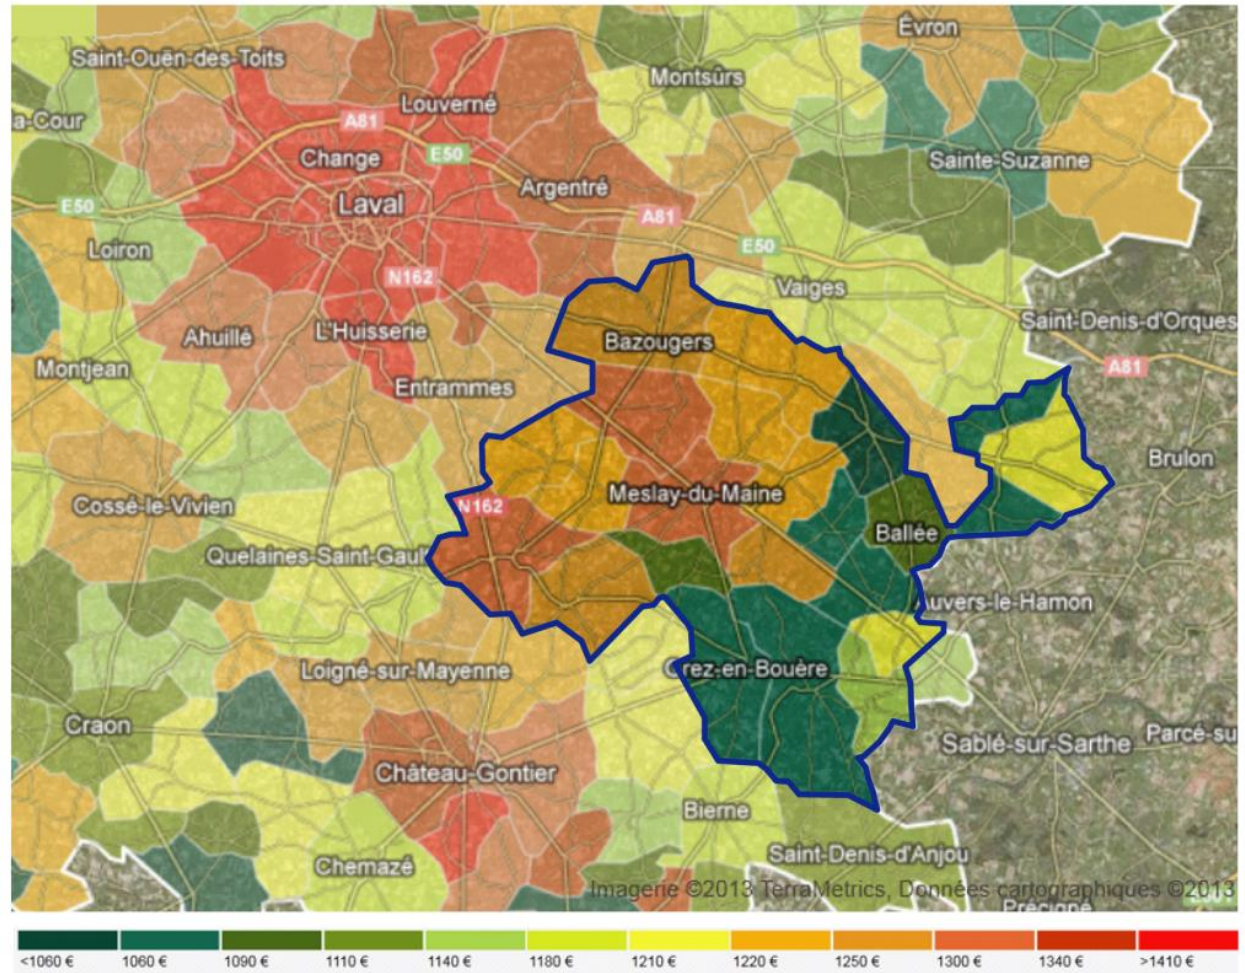 Évron
Saint-Ouën-des-Toits
Montsûrs
Louverné
a-Cour
A81
Change
E50
Sainte-Suzanne
Argentré
Laval
E50
A81
E50
Loiron
N162
Vaiges
Saint-Denis-d'Orques
Ahuillé
L'Huisserie
Bazougers
Montjean
A81
Entrammes
Brulon
Meslay-du-Maine
Cossé-le-Vivien
N162
Ballée
Quelaines-Saint-Gaul
Auvers-le-Hamon
Loigné-sur-Mayenne
Grez-en-Bouère
Craon
Sablé-sur-Sarthe
Parcé-su
Château-Gontier
Bierne
Chemazé
Saint-Denis-d'Anjou
Imagerie ©2013 TerraMetrics, Données cartographiques ©2013
Précigné
<1060 € 1060 € 1090 € 1110 € 1140 € 1180 € 1210 € 1220 € 1250 € 1300 € 1340 € >1410 €